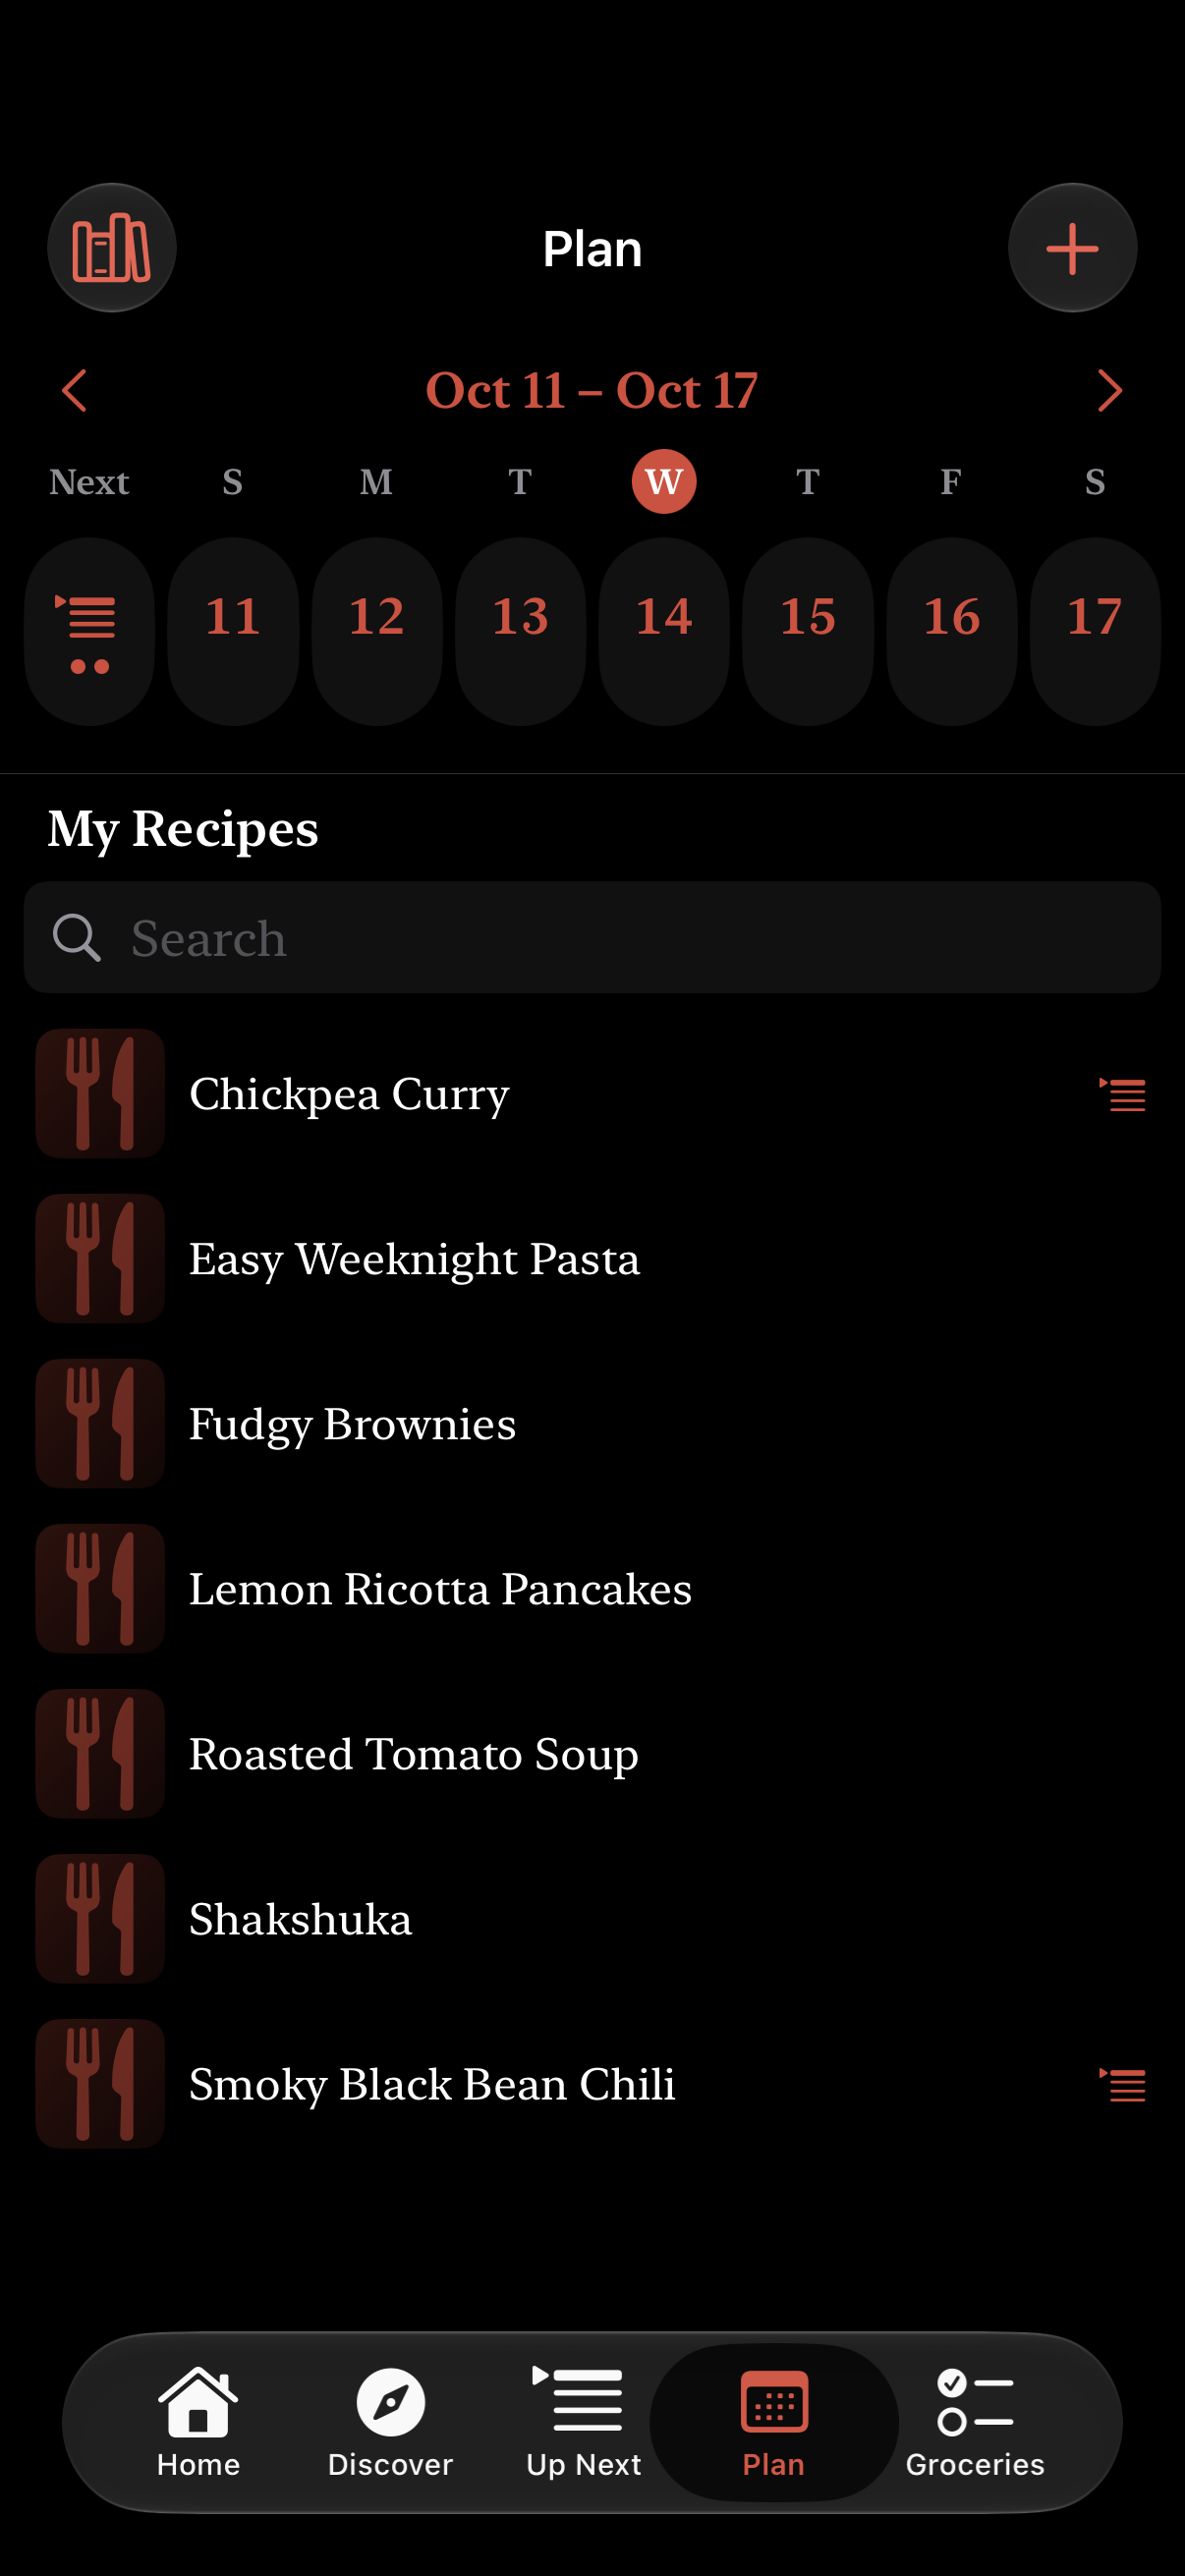 Plan
Oct 11 – Oct 17
Next S M T W T F S
11 12 13 14 15 16 17
My Recipes
Search
Chickpea Curry
Easy Weeknight Pasta
Fudgy Brownies
Lemon Ricotta Pancakes
Roasted Tomato Soup
Shakshuka
Smoky Black Bean Chili
Home Discover Up Next Plan Groceries